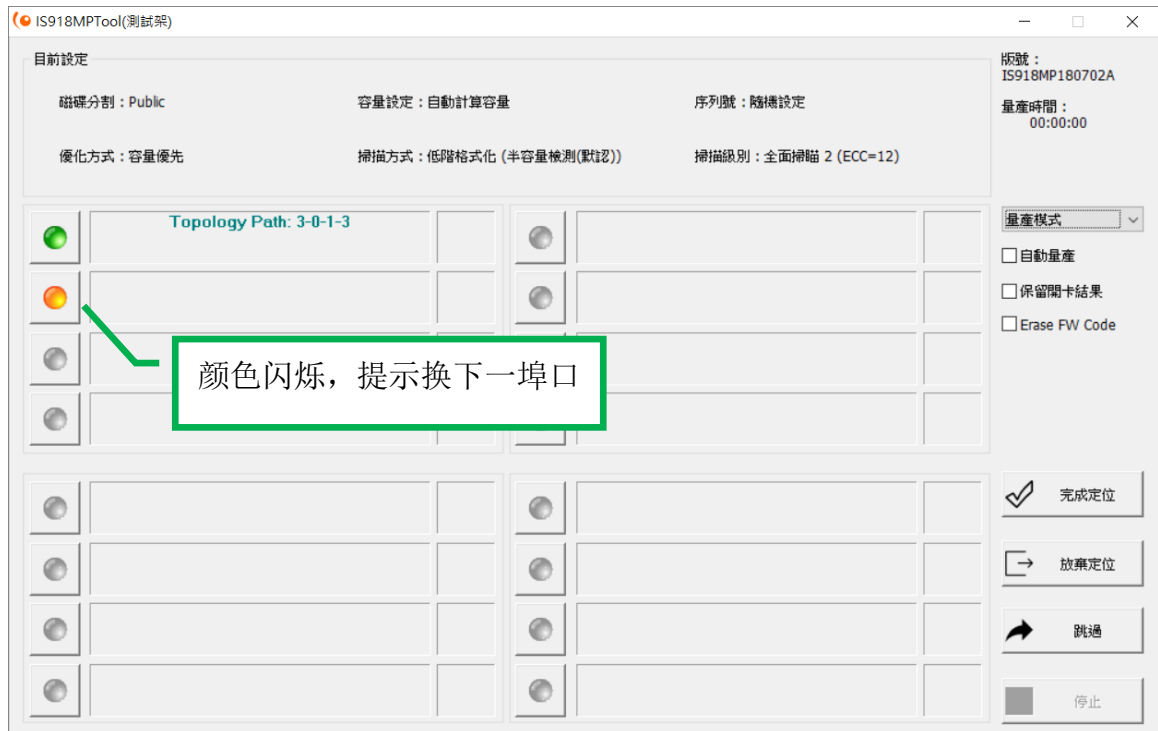 IS918MPTool(測試架)
目前設定
磁碟分割：Public
容量設定：自動計算容量
序列號：隨機設定
優化方式：容量優先
掃描方式：低階格式化 (半容量檢測(默認))
掃描級別：全面掃瞄 2 (ECC=12)
版號：
IS918MP180702A
量產時間：
00:00:00
Topology Path: 3-0-1-3
颜色闪烁，提示换下一埠口
量產模式
自動量產
保留開卡結果
Erase FW Code
完成定位
放棄定位
跳過
停止